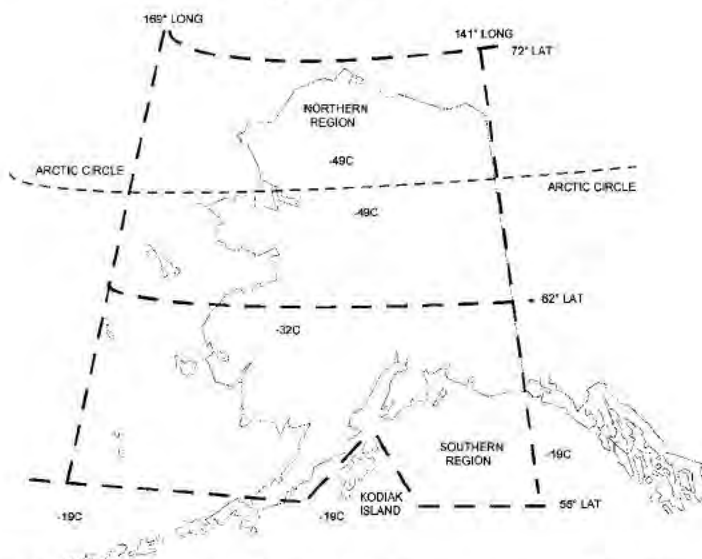 169° LONG
141° LONG
72° LAT
NORTHERN
REGION
-49C
ARCTIC CIRCLE
ARCTIC CIRCLE
-49C
62° LAT
-32C
SOUTHERN
REGION
-19C
KODIAK
ISLAND
-19C
-19C
55° LAT